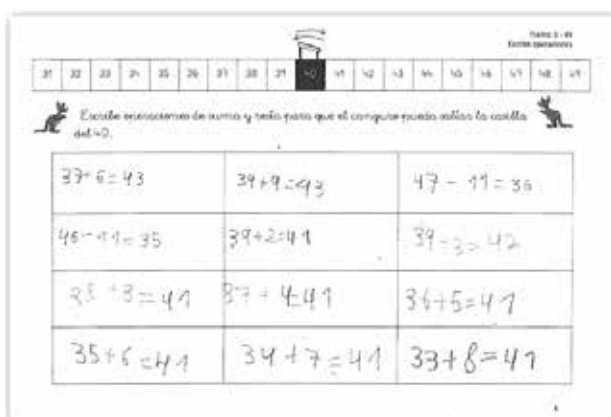 31 32 33 34 35 36 37 38 39 40 41 42 43 44 45 46 47 48 49
Escribe operaciones de suma y resta para que el canguro pueda saltar la casilla
del 40.
37+6=43 39+9=43 47-11=36
46-11=35 39+2=41 39+3=42
38+3=41 37+4=41 36+5=41
35+6=41 34+7=41 33+8=41